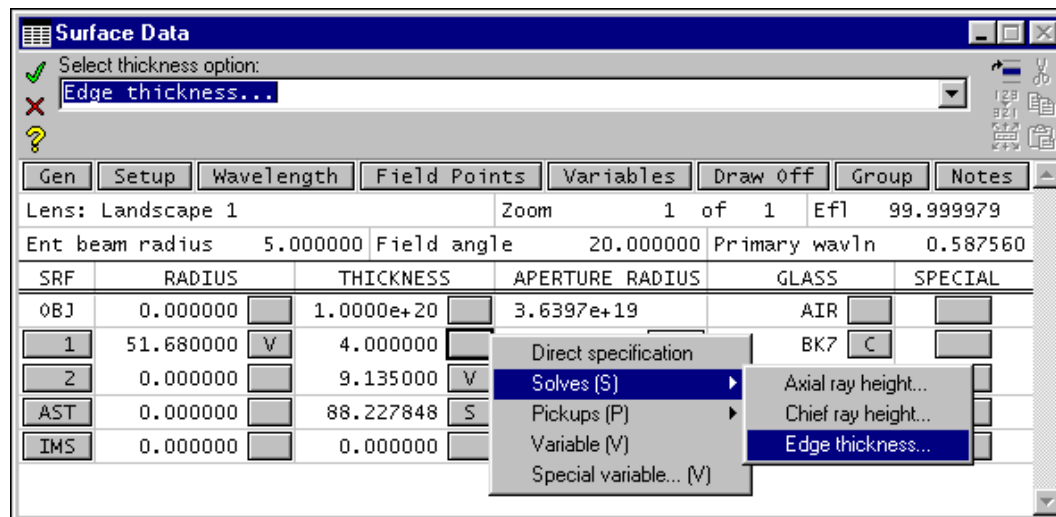 Surface Data
Select thickness option:
Edge thickness...
Gen Setup Wavelength Field Points Variables Draw Off Group Notes
Lens: Landscape 1 Zoom 1 of 1 Efl 99.999979
Ent beam radius 5.000000 Field angle 20.000000 Primary wavln 0.587560
SRF RADIUS THICKNESS APERTURE RADIUS GLASS SPECIAL
OBJ 0.000000 1.0000e+20 3.6397e+19 AIR
1 51.680000 V 4.000000 BK7 C
2 0.000000 9.135000 V
AST 0.000000 88.227848 S
IMS 0.000000 0.000000
Direct specification
Solves (S)
Pickups (P)
Variable (V)
Special variable... (V)
Axial ray height...
Chief ray height...
Edge thickness...